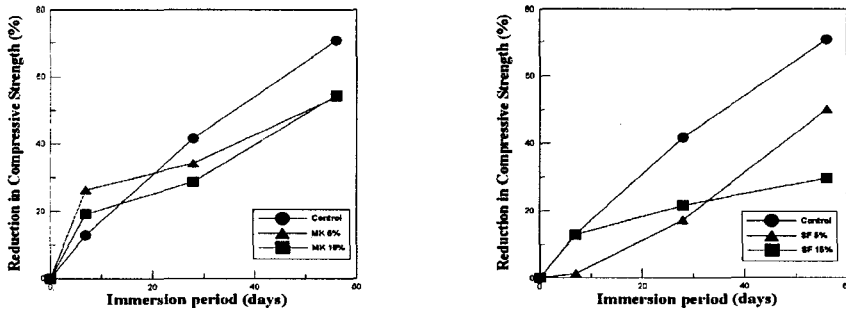 Reduction in Compressive Strength (%)
80
60
40
20
0
Control
MK 5%
MK 15%
0
20
40
60
Immersion period (days)
Reduction in Compressive Strength (%)
80
60
40
20
0
Control
SF 5%
SF 15%
0
20
40
60
Immersion period (days)